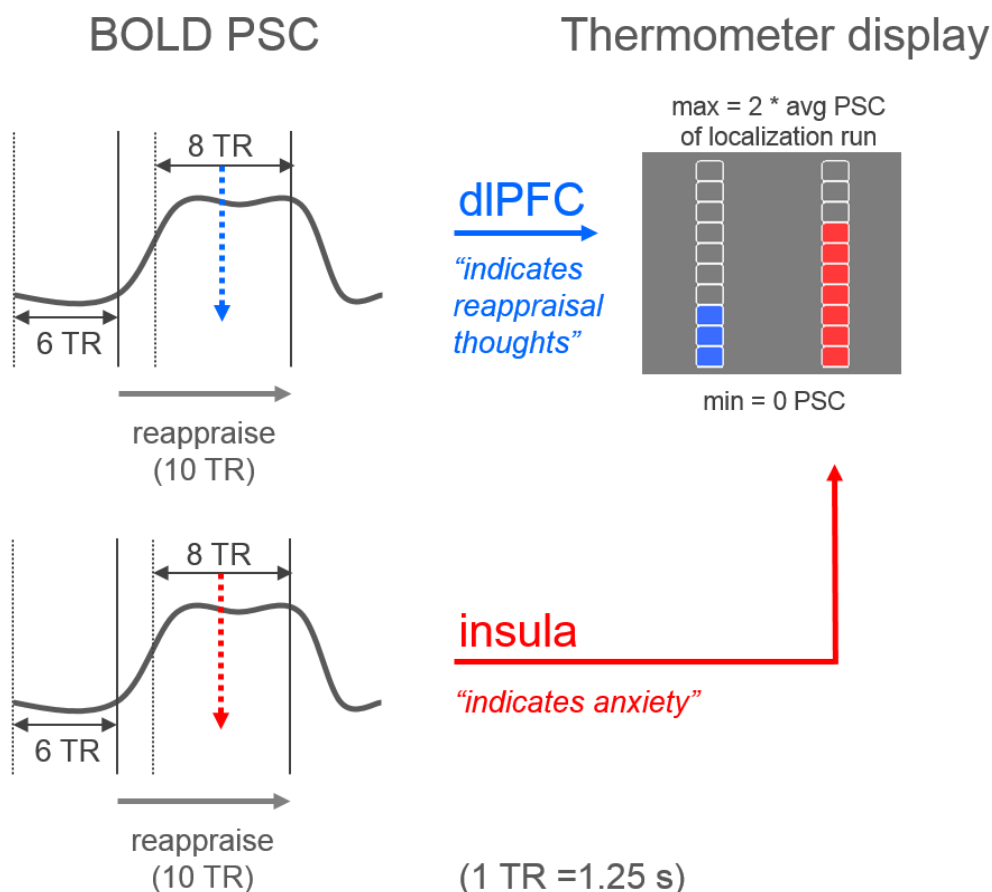 BOLD PSC
Thermometer display
max = 2 * avg PSC
of localization run
8 TR
6 TR
reappraise
(10 TR)
dlPFC
“indicates
reappraisal
thoughts”
min = 0 PSC
8 TR
6 TR
reappraise
(10 TR)
insula
“indicates anxiety”
(1 TR =1.25 s)